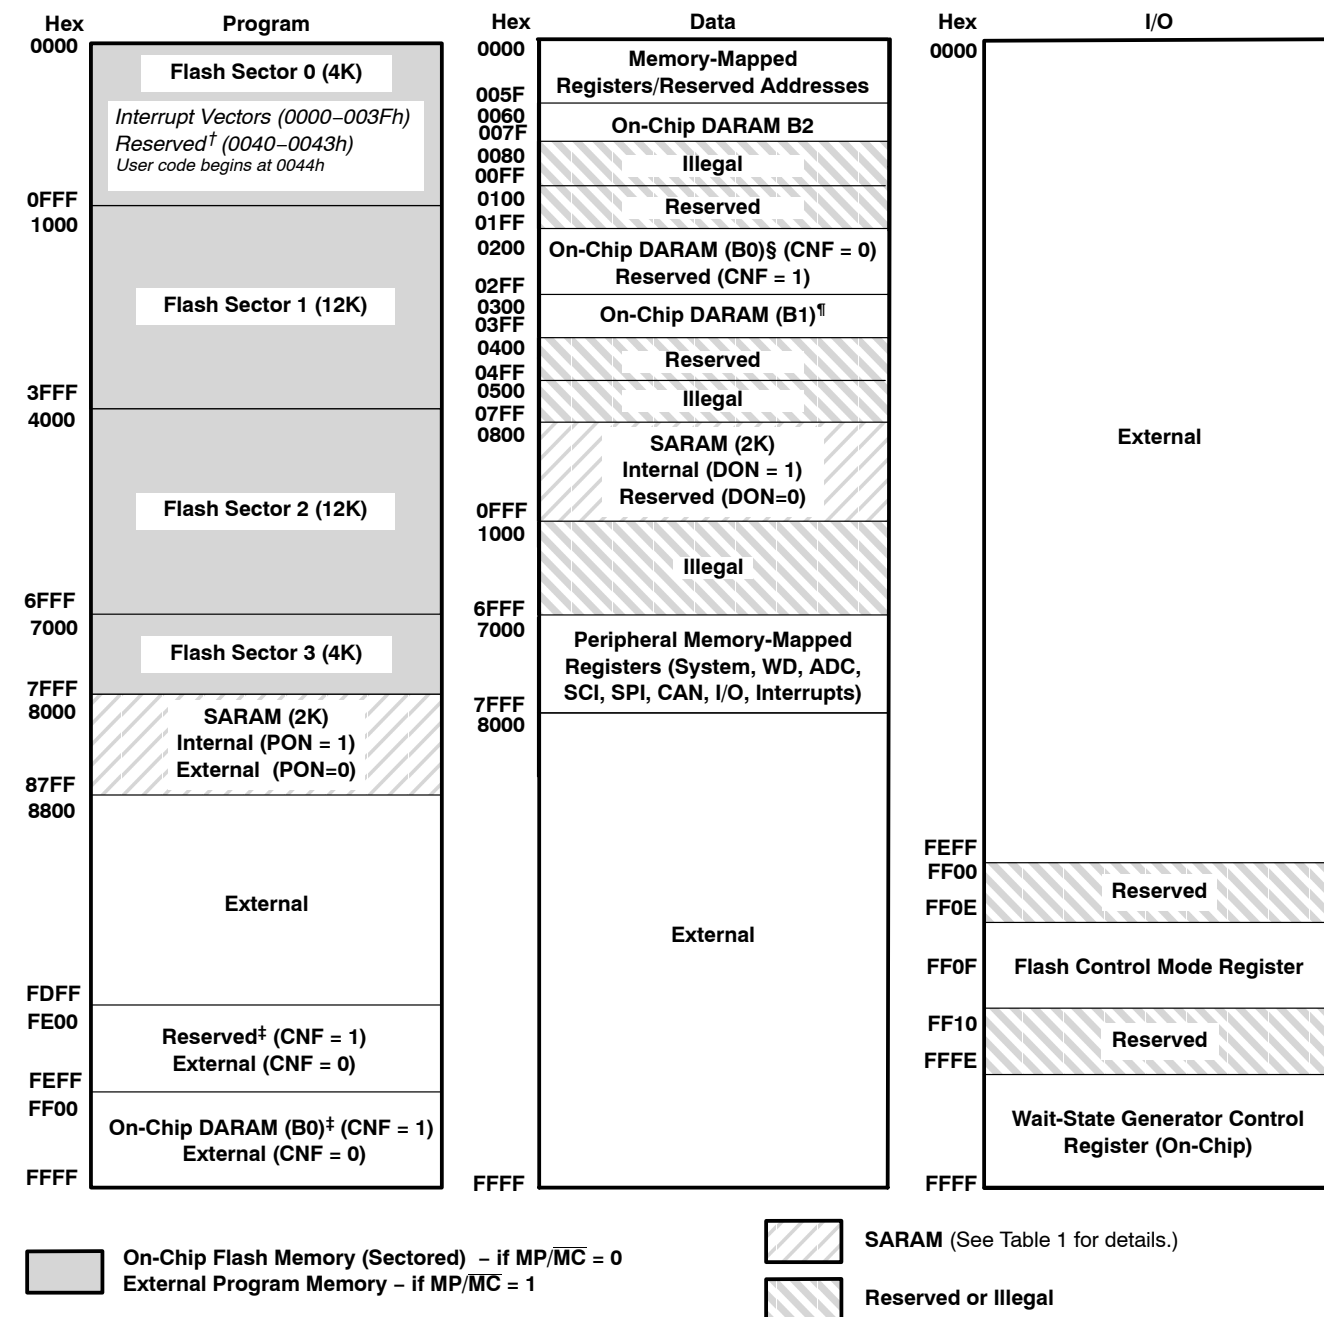 Hex Program
0000
Flash Sector 0 (4K)
Interrupt Vectors (0000−003Fh)
Reserved† (0040−0043h)
User code begins at 0044h
0FFF
1000
Flash Sector 1 (12K)
3FFF
4000
Flash Sector 2 (12K)
6FFF
7000
Flash Sector 3 (4K)
7FFF
8000
SARAM (2K)
Internal (PON = 1)
External (PON=0)
87FF
8800
External
FDFF
FE00
Reserved‡ (CNF = 1)
External (CNF = 0)
FEFF
FF00
On-Chip DARAM (B0)‡ (CNF = 1)
External (CNF = 0)
FFFF
Hex Data
0000
Memory-Mapped
Registers/Reserved Addresses
005F
0060
On-Chip DARAM B2
007F
0080
Illegal
00FF
0100
Reserved
01FF
0200
On-Chip DARAM (B0)§ (CNF = 0)
Reserved (CNF = 1)
02FF
0300
On-Chip DARAM (B1)¶
03FF
0400
Reserved
04FF
0500
Illegal
07FF
0800
SARAM (2K)
Internal (DON = 1)
Reserved (DON=0)
0FFF
1000
Illegal
6FFF
7000
Peripheral Memory-Mapped
Registers (System, WD, ADC,
SCI, SPI, CAN, I/O, Interrupts)
7FFF
8000
External
FFFF
Hex I/O
0000
External
FEFF
FF00
Reserved
FF0E
FF0F Flash Control Mode Register
FF10
Reserved
FFFE
Wait-State Generator Control
Register (On-Chip)
FFFF
On-Chip Flash Memory (Sectored) − if MP/M̅C̅ = 0
External Program Memory − if MP/M̅C̅ = 1
SARAM (See Table 1 for details.)
Reserved or Illegal